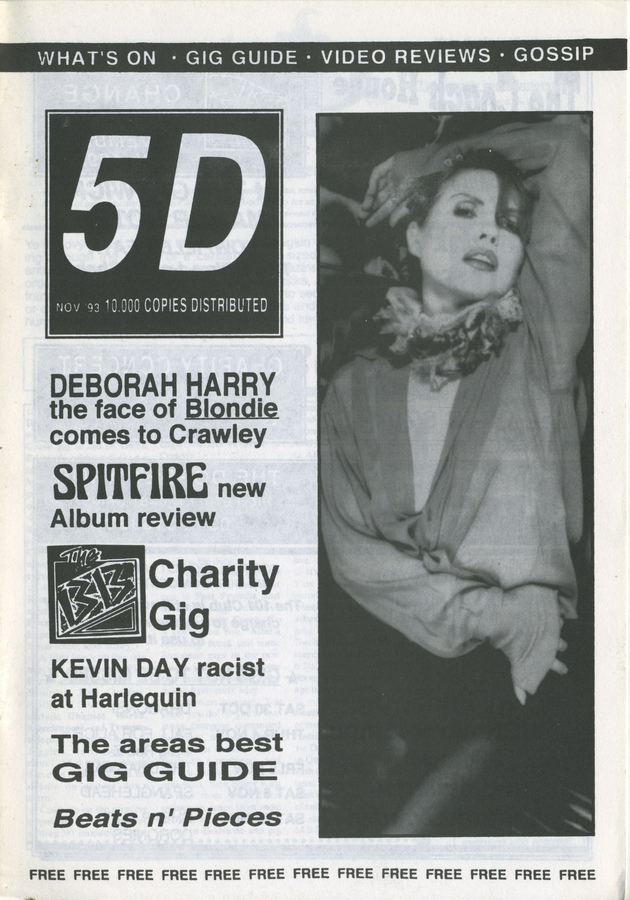 WHAT'S ON · GIG GUIDE · VIDEO REVIEWS · GOSSIP
5D
NOV '93 10.000 COPIES DISTRIBUTED
DEBORAH HARRY
the face of Blondie
comes to Crawley
SPITFIRE new
Album review
The
BB
Charity
Gig
KEVIN DAY racist
at Harlequin
The areas best
GIG GUIDE
Beats n' Pieces
FREE FREE FREE FREE FREE FREE FREE FREE FREE FREE FREE FREE FREE